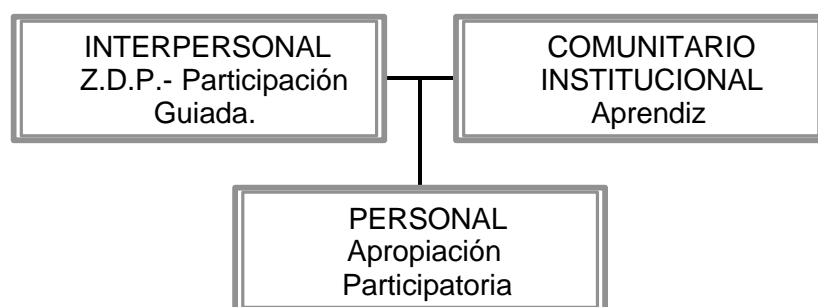 INTERPERSONAL
Z.D.P.- Participación
Guiada.
COMUNITARIO
INSTITUCIONAL
Aprendiz
PERSONAL
Apropiación
Participatoria